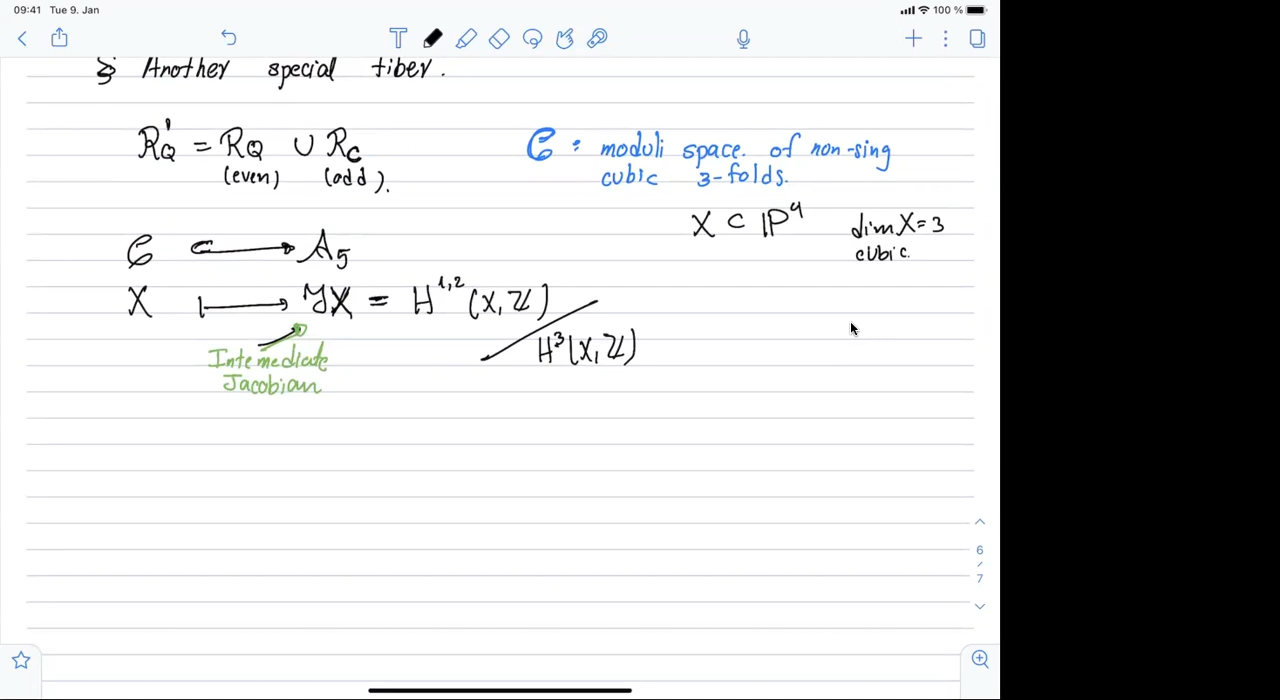 09:41 Tue 9. Jan
100 %
§ Another special fiber.
R'_Q = R_Q ∪ R_C
(even) (odd).
𝒞 : moduli space. of non-sing
cubic 3-folds.
X ⊂ ℙ⁴ dim X = 3
cubic.
𝒞 ↪ A₅
X ↦ JX = H^{1,2}(X, ℤ) / H³(X, ℤ)
Intermediate
Jacobian
6
/
7